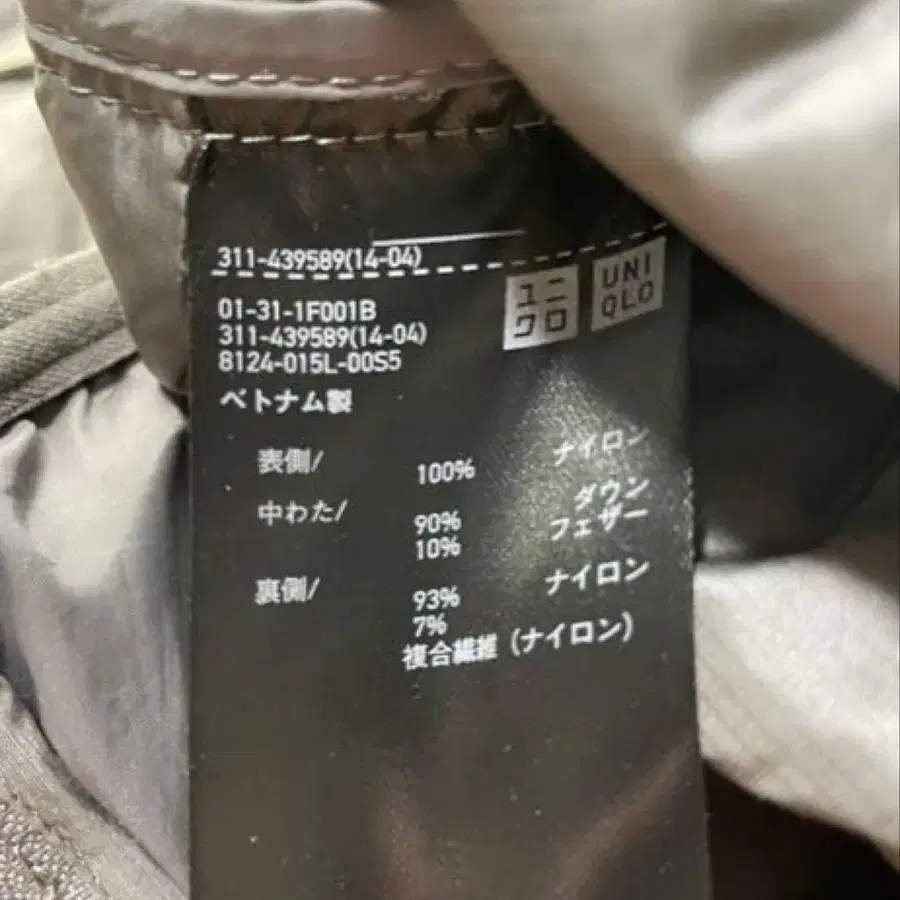 311-439589(14-04)
ユニ
クロ
UNI
QLO
01-31-1F001B
311-439589(14-04)
8124-015L-00S5
ベトナム製
表側/ 100% ナイロン
中わた/ 90% ダウン
10% フェザー
裏側/ 93% ナイロン
7%
複合繊維 (ナイロン)